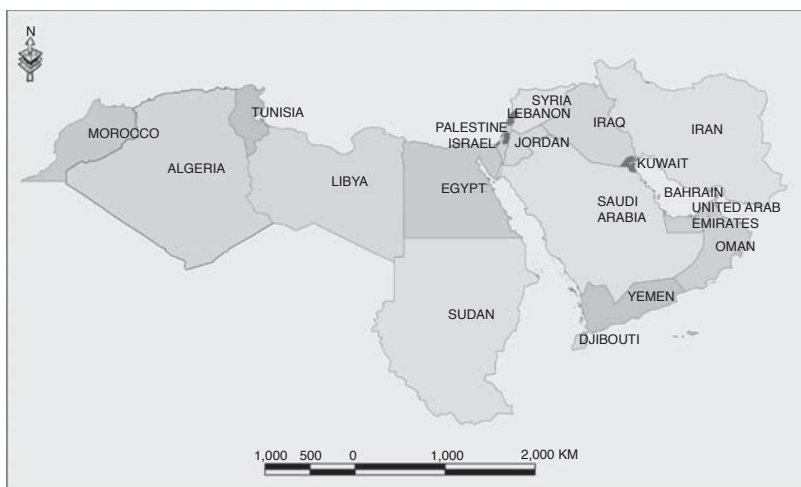 N
MOROCCO
TUNISIA
ALGERIA
LIBYA
EGYPT
SUDAN
SYRIA
LEBANON
PALESTINE
ISRAEL
JORDAN
IRAQ
IRAN
KUWAIT
SAUDI
ARABIA
BAHRAIN
UNITED ARAB
EMIRATES
OMAN
YEMEN
DJIBOUTI
1,000 500 0 1,000 2,000 KM